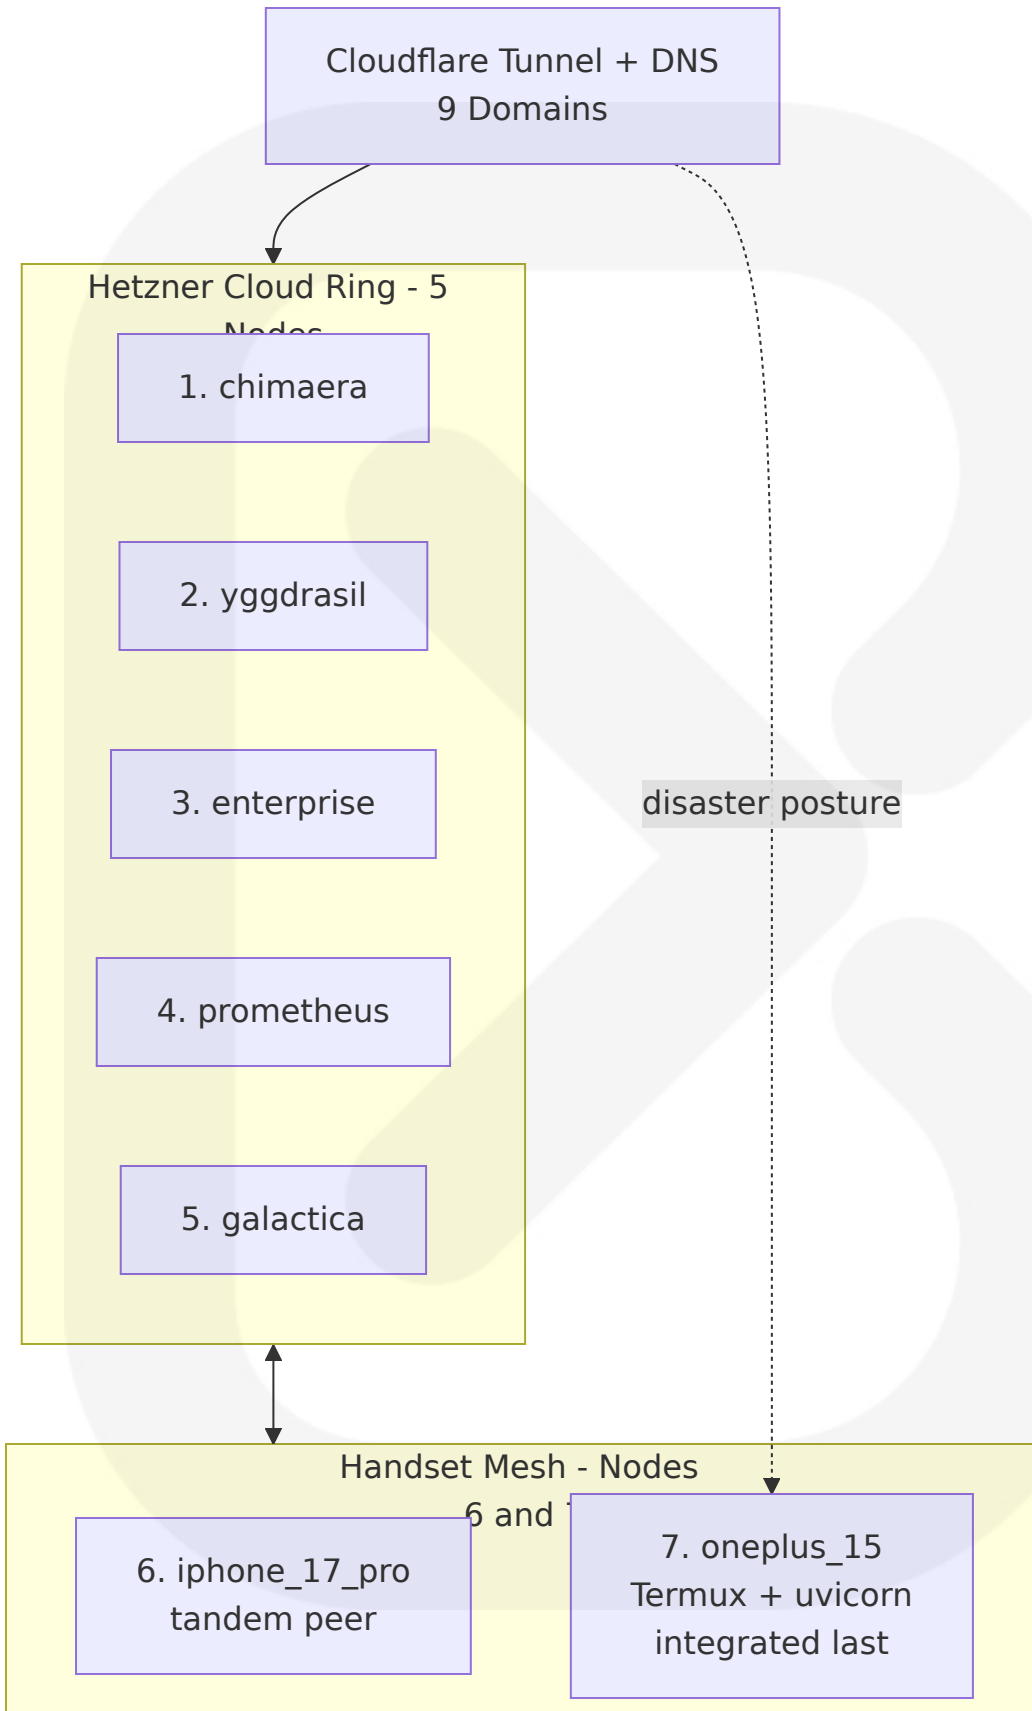 Cloudflare Tunnel + DNS
9 Domains
Hetzner Cloud Ring - 5
Nodes
1. chimaera
2. yggdrasil
3. enterprise
4. prometheus
5. galactica
disaster posture
Handset Mesh - Nodes
6 and
6. iphone_17_pro
tandem peer
7. oneplus_15
Termux + uvicorn
integrated last